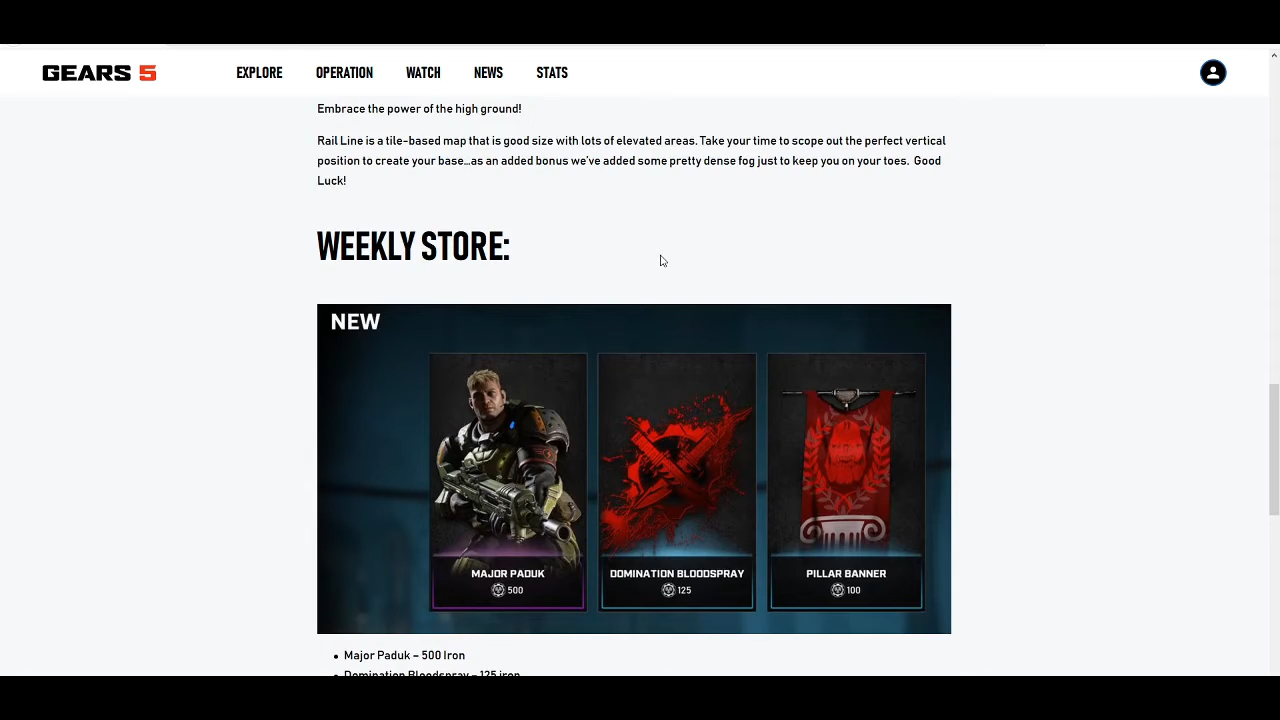 GEARS 5
EXPLORE
OPERATION
WATCH
NEWS
STATS
Embrace the power of the high ground!
Rail Line is a tile-based map that is good size with lots of elevated areas. Take your time to scope out the perfect vertical
position to create your base...as an added bonus we've added some pretty dense fog just to keep you on your toes. Good
Luck!
WEEKLY STORE:
NEW
MAJOR PADUK
500
DOMINATION BLOODSPRAY
125
PILLAR BANNER
100
• Major Paduk – 500 Iron
Domination Bloodspray – 125 iron